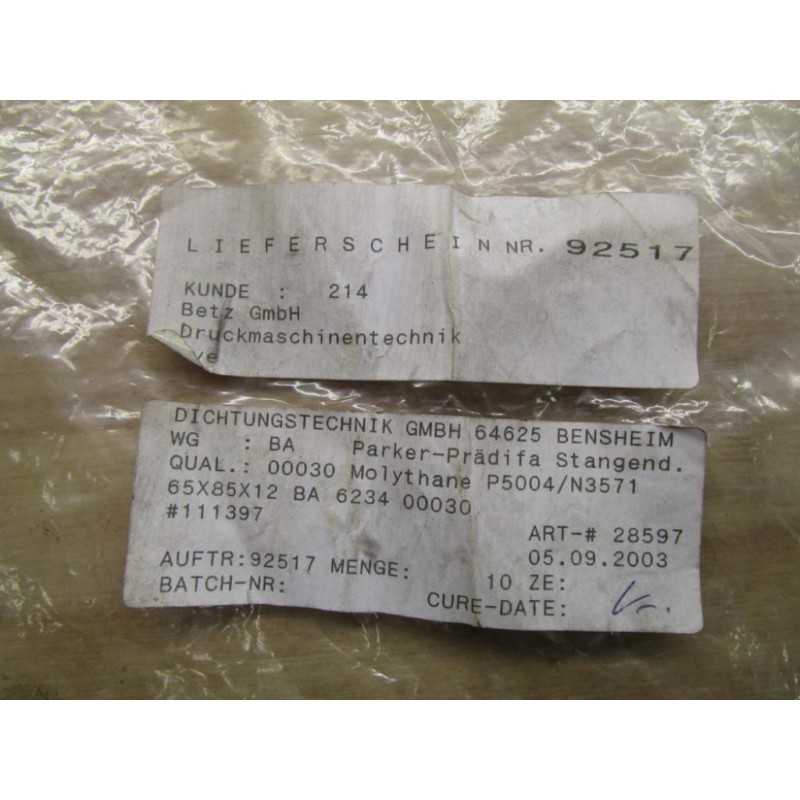 LIEFERSCHEIN NR. 92517
KUNDE : 214
Betz GmbH
Druckmaschinentechnik
DICHTUNGSTECHNIK GMBH 64625 BENSHEIM
WG : BA Parker-Prädifa Stangend.
QUAL.: 00030 Molythane P5004/N3571
65X85X12 BA 6234 00030
#111397
ART-# 28597
05.09.2003
AUFTR:92517 MENGE: 10 ZE:
BATCH-NR:
CURE-DATE: